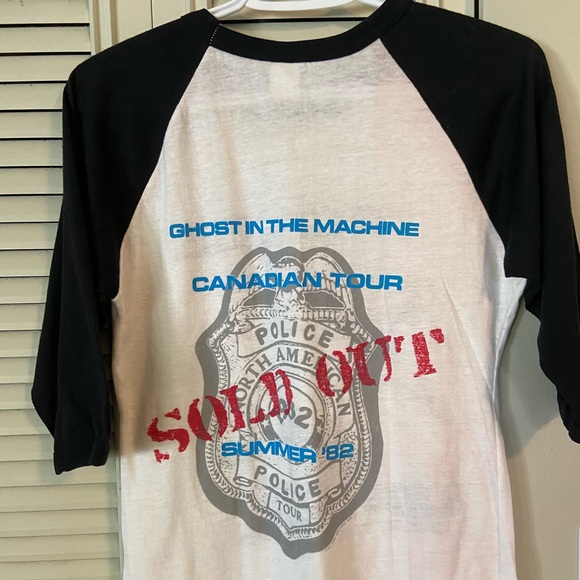 GHOST IN THE MACHINE
CANADIAN TOUR
POLICE
NORTH AMERICAN
SOLD OUT
SUMMER '82
POLICE
TOUR